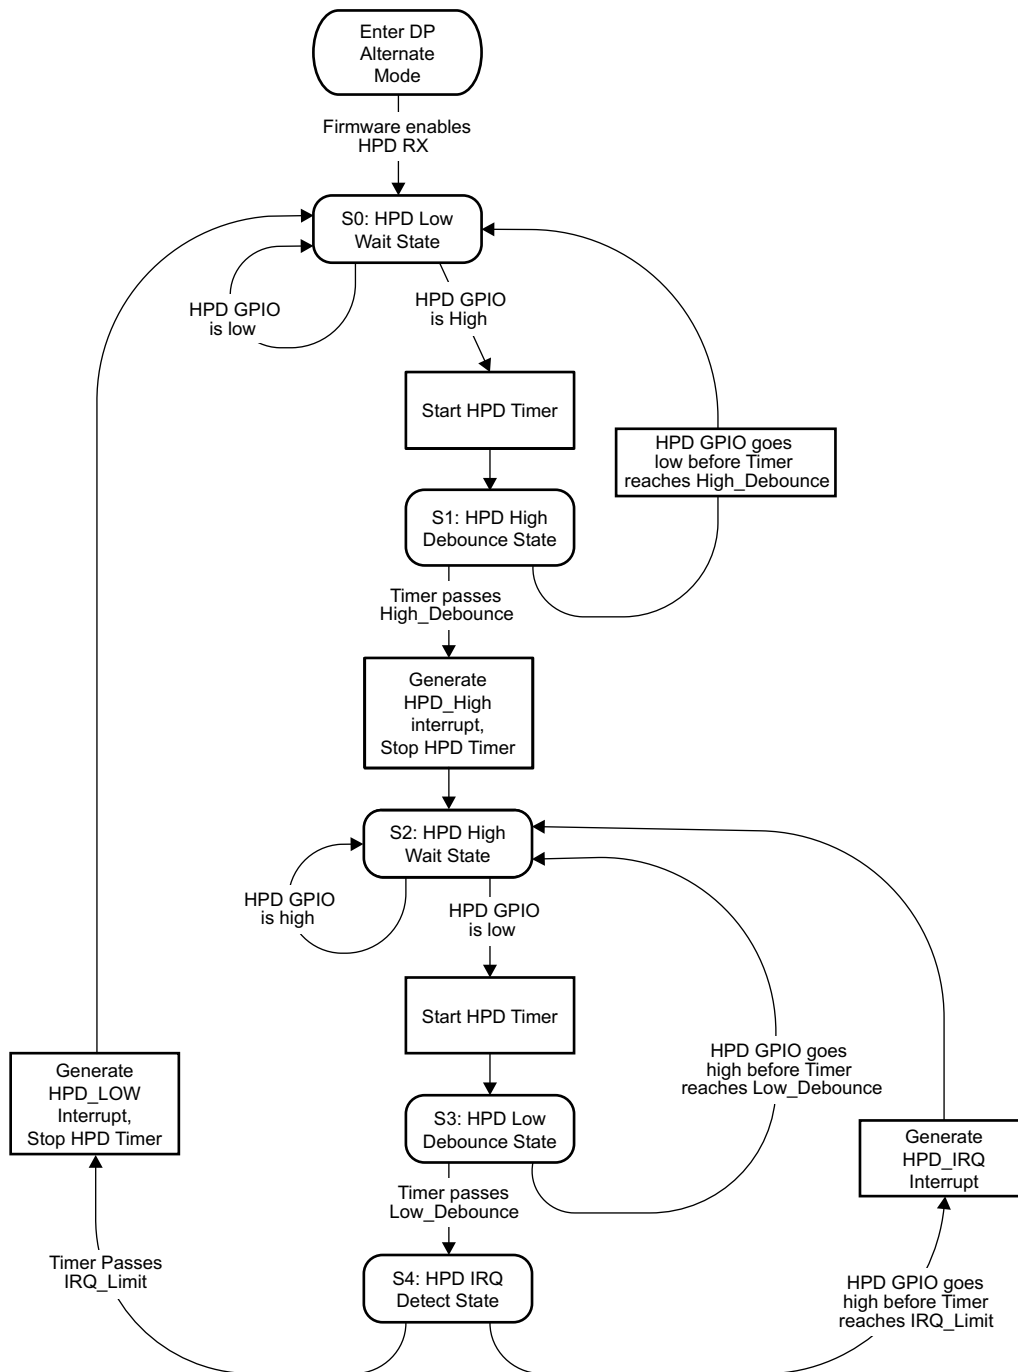 Enter DP
Alternate
Mode
Firmware enables
HPD RX
S0: HPD Low
Wait State
HPD GPIO
is low
HPD GPIO
is High
Start HPD Timer
HPD GPIO goes
low before Timer
reaches High_Debounce
S1: HPD High
Debounce State
Timer passes
High_Debounce
Generate
HPD_High
interrupt,
Stop HPD Timer
S2: HPD High
Wait State
HPD GPIO
is high
HPD GPIO
is low
Start HPD Timer
HPD GPIO goes
high before Timer
reaches Low_Debounce
Generate
HPD_LOW
Interrupt,
Stop HPD Timer
S3: HPD Low
Debounce State
Generate
HPD_IRQ
Interrupt
Timer passes
Low_Debounce
Timer Passes
IRQ_Limit
S4: HPD IRQ
Detect State
HPD GPIO goes
high before Timer
reaches IRQ_Limit